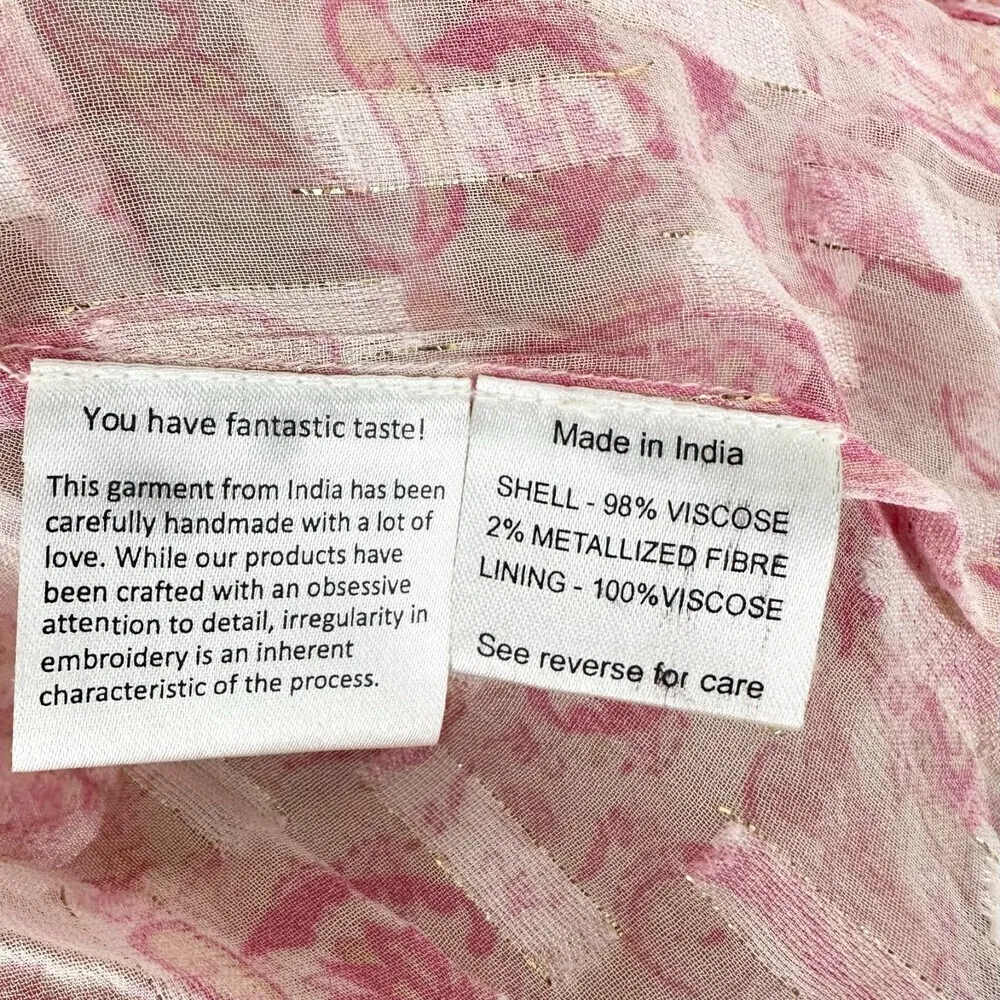 You have fantastic taste!
This garment from India has been
carefully handmade with a lot of
love. While our products have
been crafted with an obsessive
attention to detail, irregularity in
embroidery is an inherent
characteristic of the process.
Made in India
SHELL - 98% VISCOSE
2% METALLIZED FIBRE
LINING - 100%VISCOSE
See reverse for care